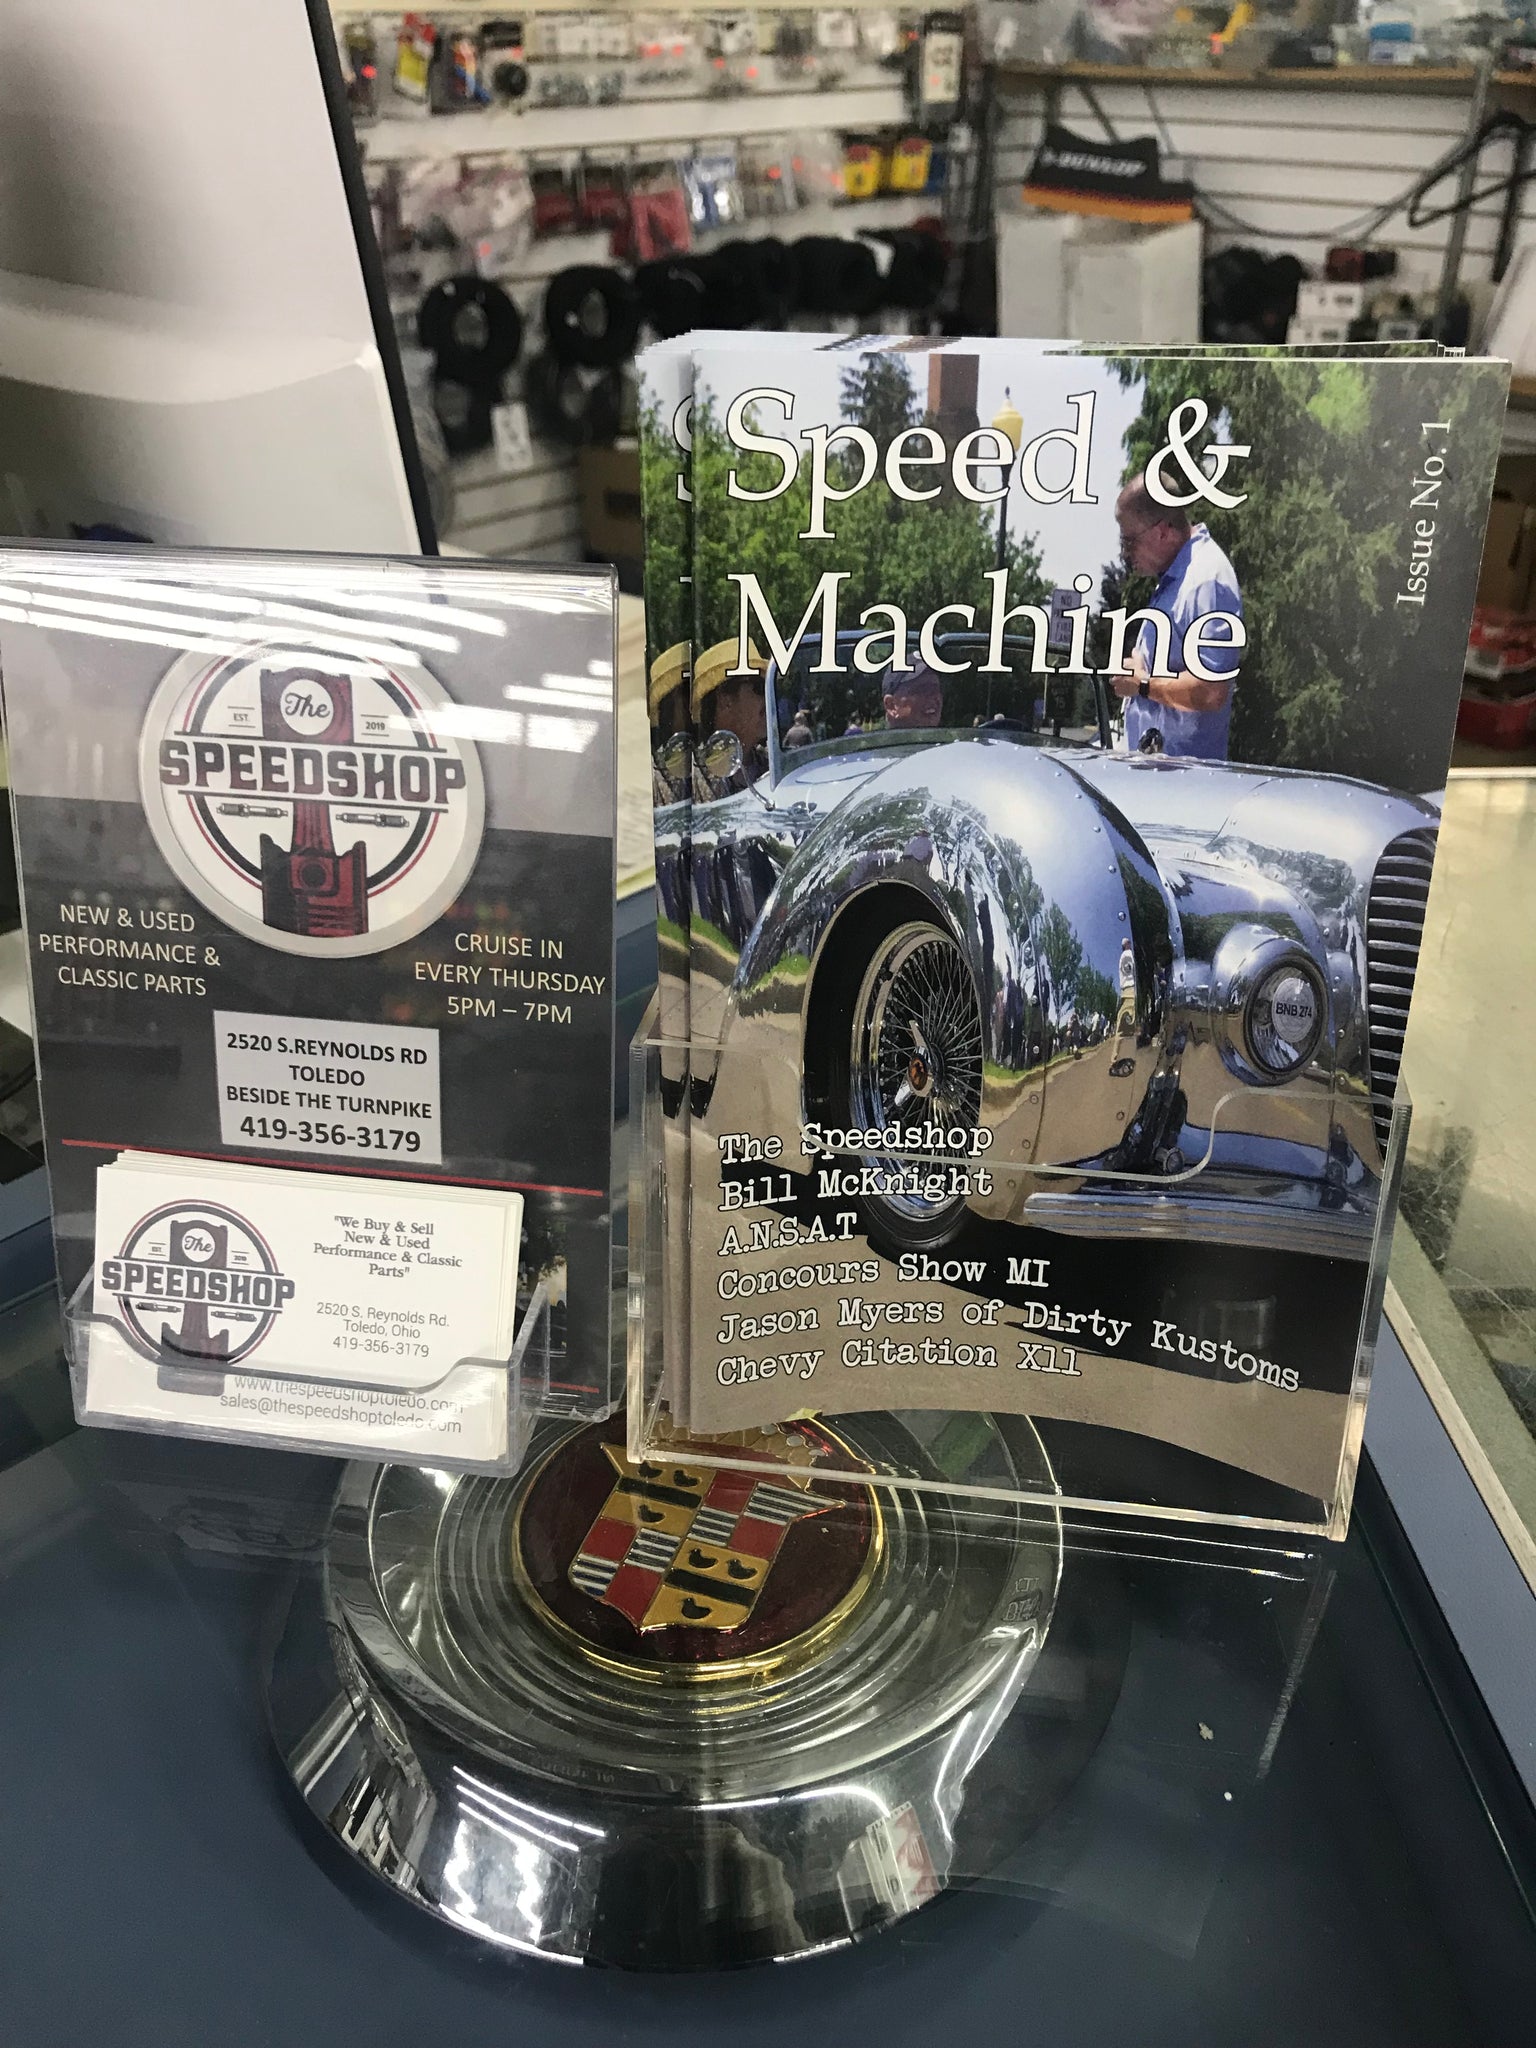 DUNLOP
Speed &
Machine
Issue No. 1
BNB 274
The Speedshop
Bill McKnight
A.N.S.A.T
Concours Show MI
Jason Myers of Dirty Kustoms
Chevy Citation X11
The
EST. 2019
SPEEDSHOP
NEW & USED
PERFORMANCE &
CLASSIC PARTS
CRUISE IN
EVERY THURSDAY
5PM – 7PM
2520 S.REYNOLDS RD
TOLEDO
BESIDE THE TURNPIKE
419-356-3179
The
EST. 2019
SPEEDSHOP
"We Buy & Sell
New & Used
Performance & Classic
Parts"
2520 S. Reynolds Rd.
Toledo, Ohio
419-356-3179
www.thespeedshoptoledo.com
sales@thespeedshoptoledo.com